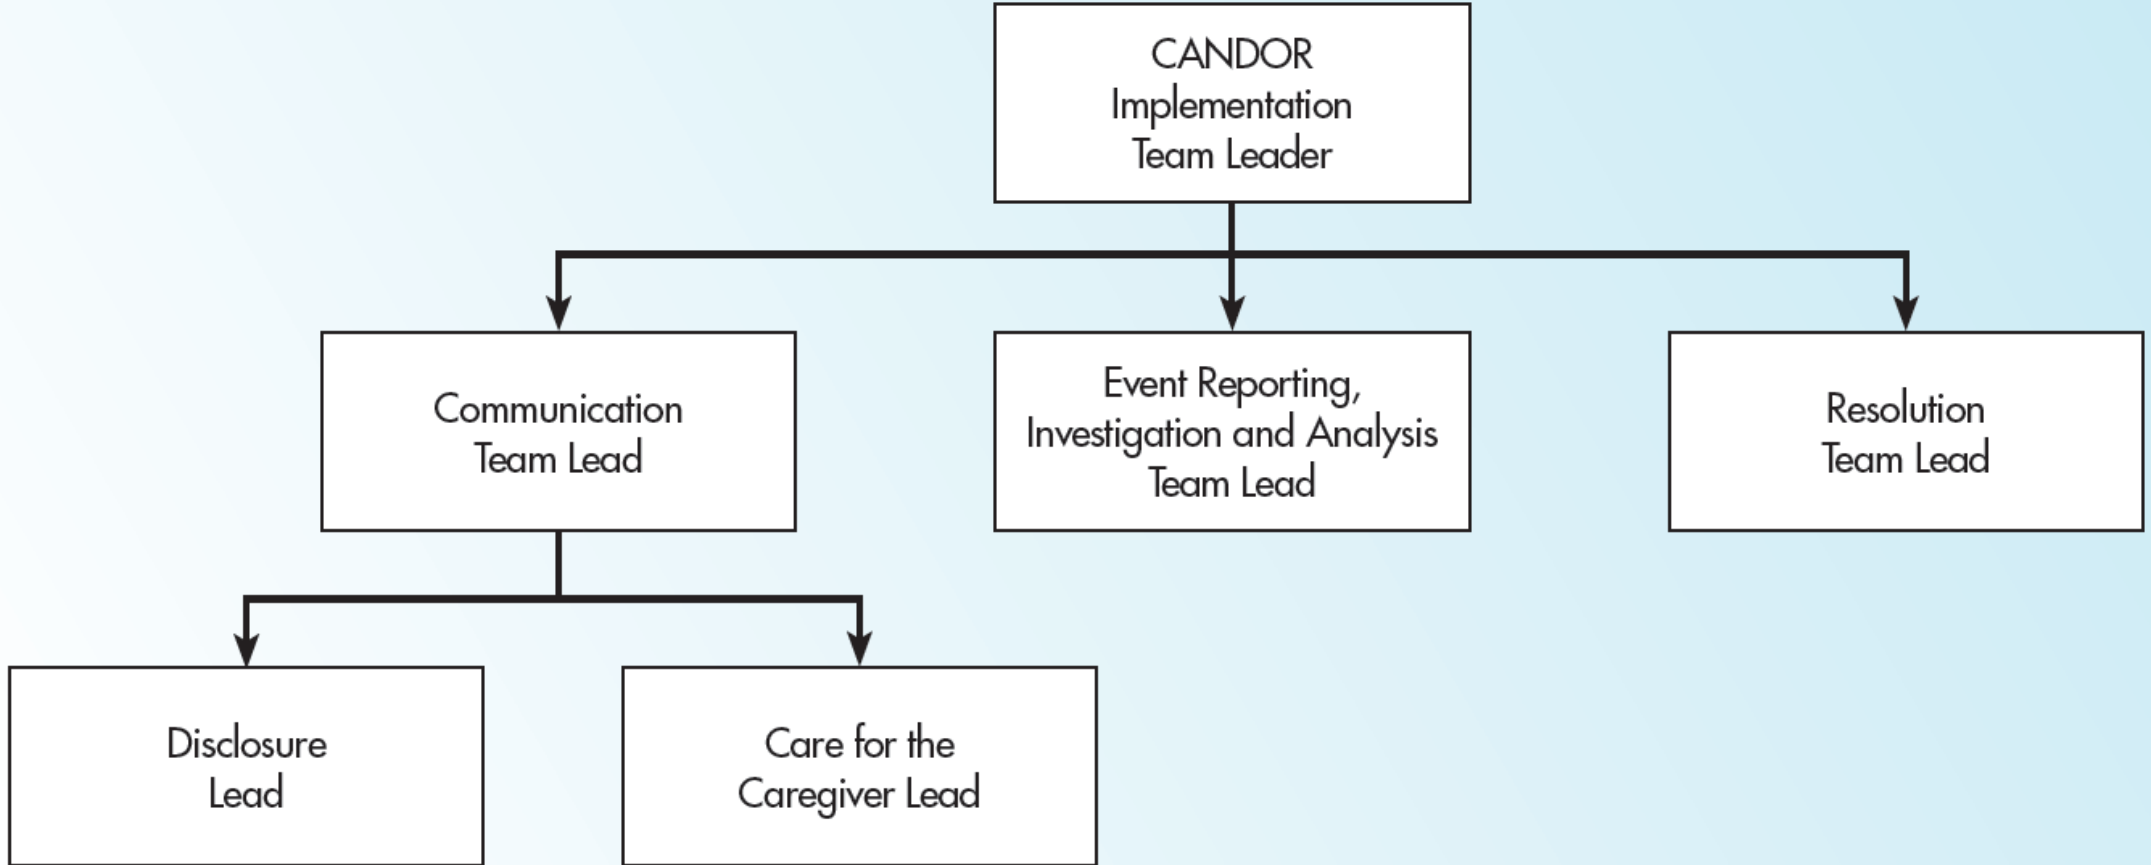 CANDOR
Implementation
Team Leader
Communication
Team Lead
Event Reporting,
Investigation and Analysis
Team Lead
Resolution
Team Lead
Disclosure
Lead
Care for the
Caregiver Lead